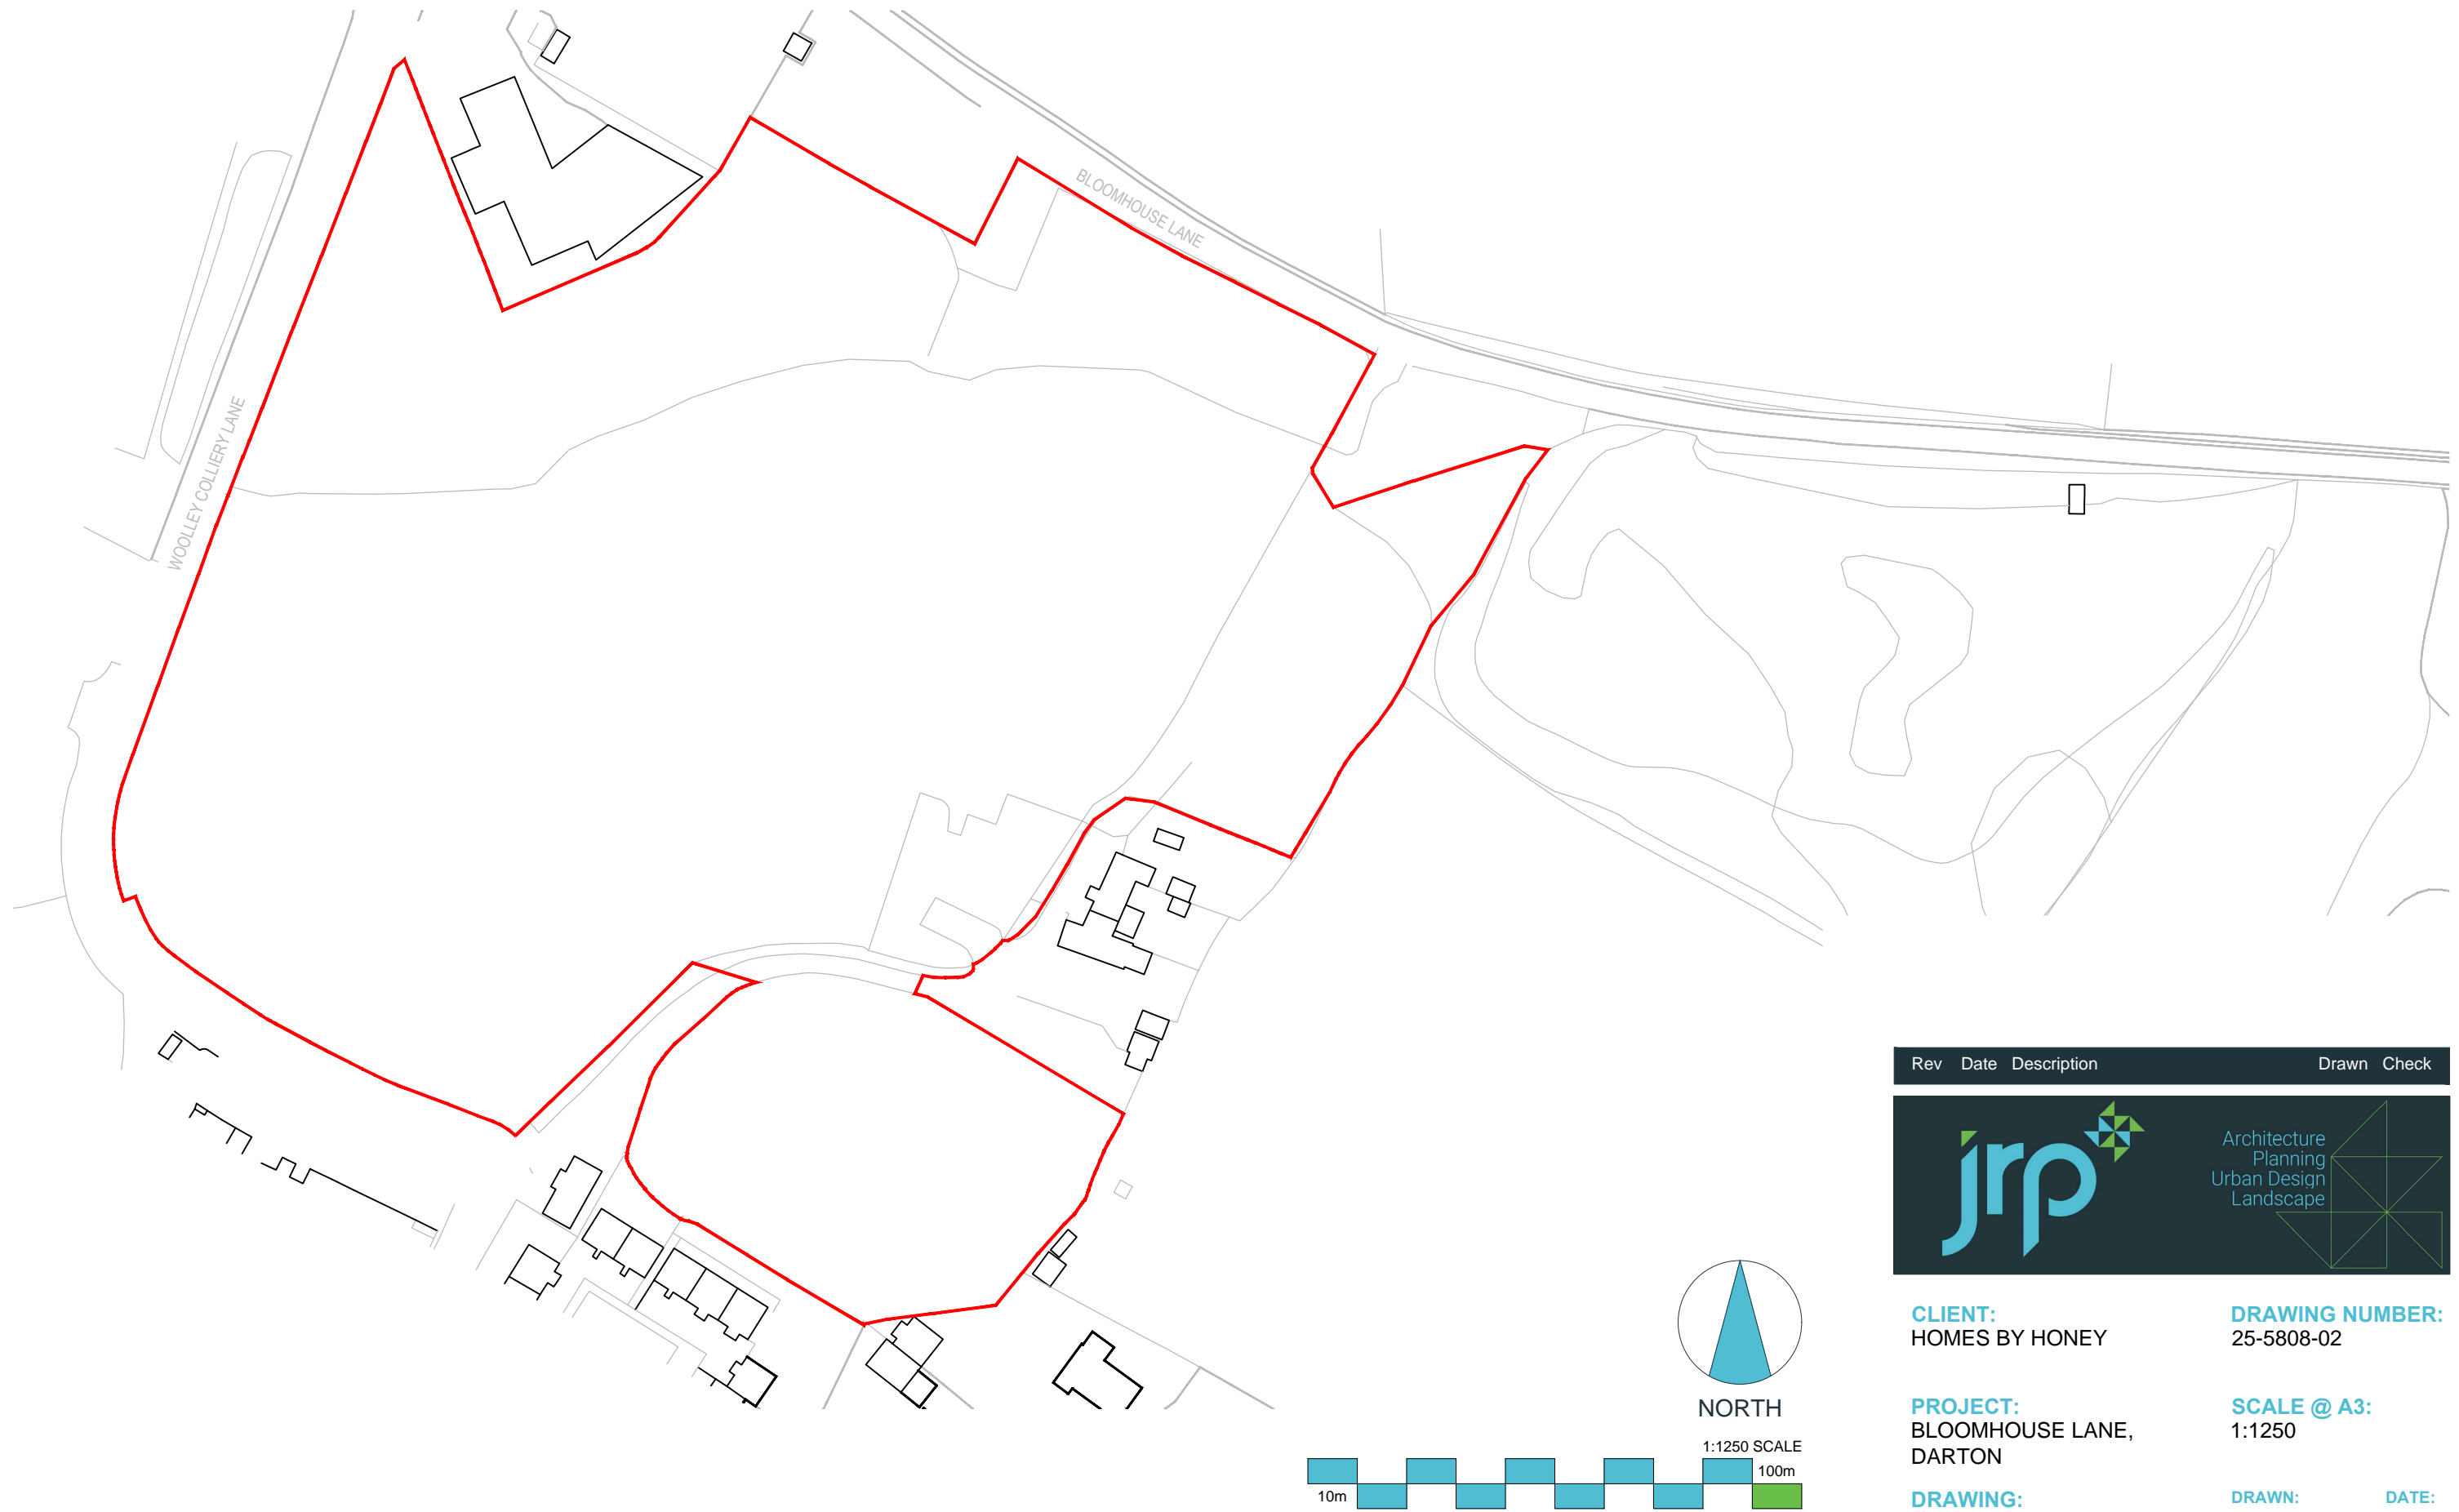 BLOOMHOUSE LANE
WOOLLEY COLLIERY LANE
Rev Date Description Drawn Check
jrp
Architecture
Planning
Urban Design
Landscape
NORTH
1:1250 SCALE
100m
10m
CLIENT:
HOMES BY HONEY
DRAWING NUMBER:
25-5808-02
PROJECT:
BLOOMHOUSE LANE,
DARTON
SCALE @ A3:
1:1250
DRAWING:
DRAWN:
DATE: